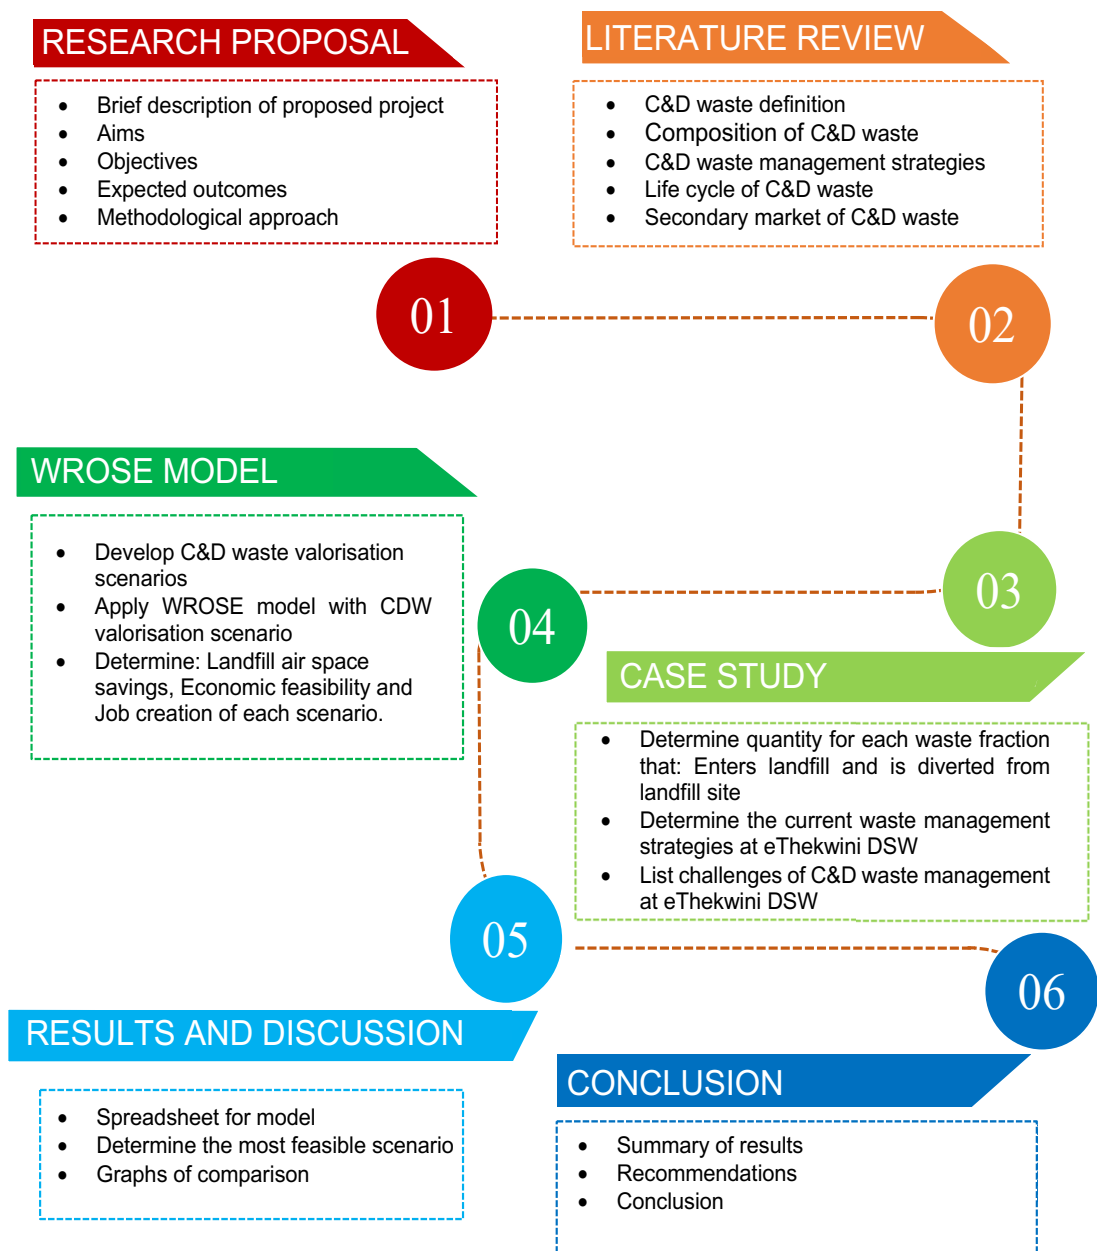 RESEARCH PROPOSAL
• Brief description of proposed project
• Aims
• Objectives
• Expected outcomes
• Methodological approach
LITERATURE REVIEW
• C&D waste definition
• Composition of C&D waste
• C&D waste management strategies
• Life cycle of C&D waste
• Secondary market of C&D waste
01
02
WROSE MODEL
• Develop C&D waste valorisation
scenarios
• Apply WROSE model with CDW
valorisation scenario
• Determine: Landfill air space
savings, Economic feasibility and
Job creation of each scenario.
04
03
CASE STUDY
• Determine quantity for each waste fraction
that: Enters landfill and is diverted from
landfill site
• Determine the current waste management
strategies at eThekwini DSW
• List challenges of C&D waste management
at eThekwini DSW
05
06
RESULTS AND DISCUSSION
• Spreadsheet for model
• Determine the most feasible scenario
• Graphs of comparison
CONCLUSION
• Summary of results
• Recommendations
• Conclusion